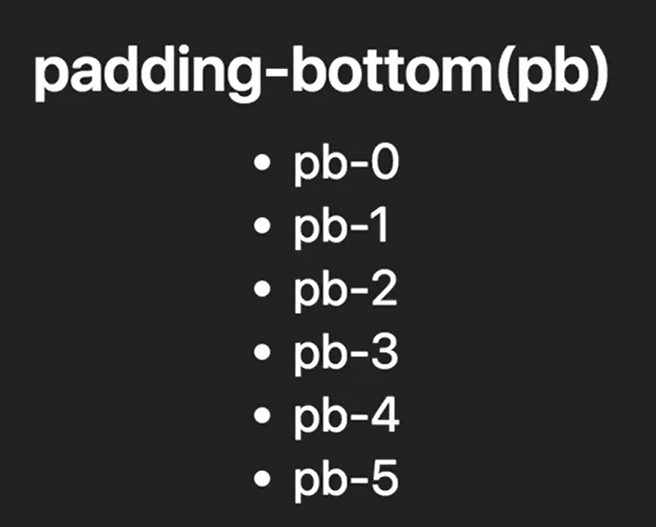 padding-bottom(pb)
• pb-0
• pb-1
• pb-2
• pb-3
• pb-4
• pb-5